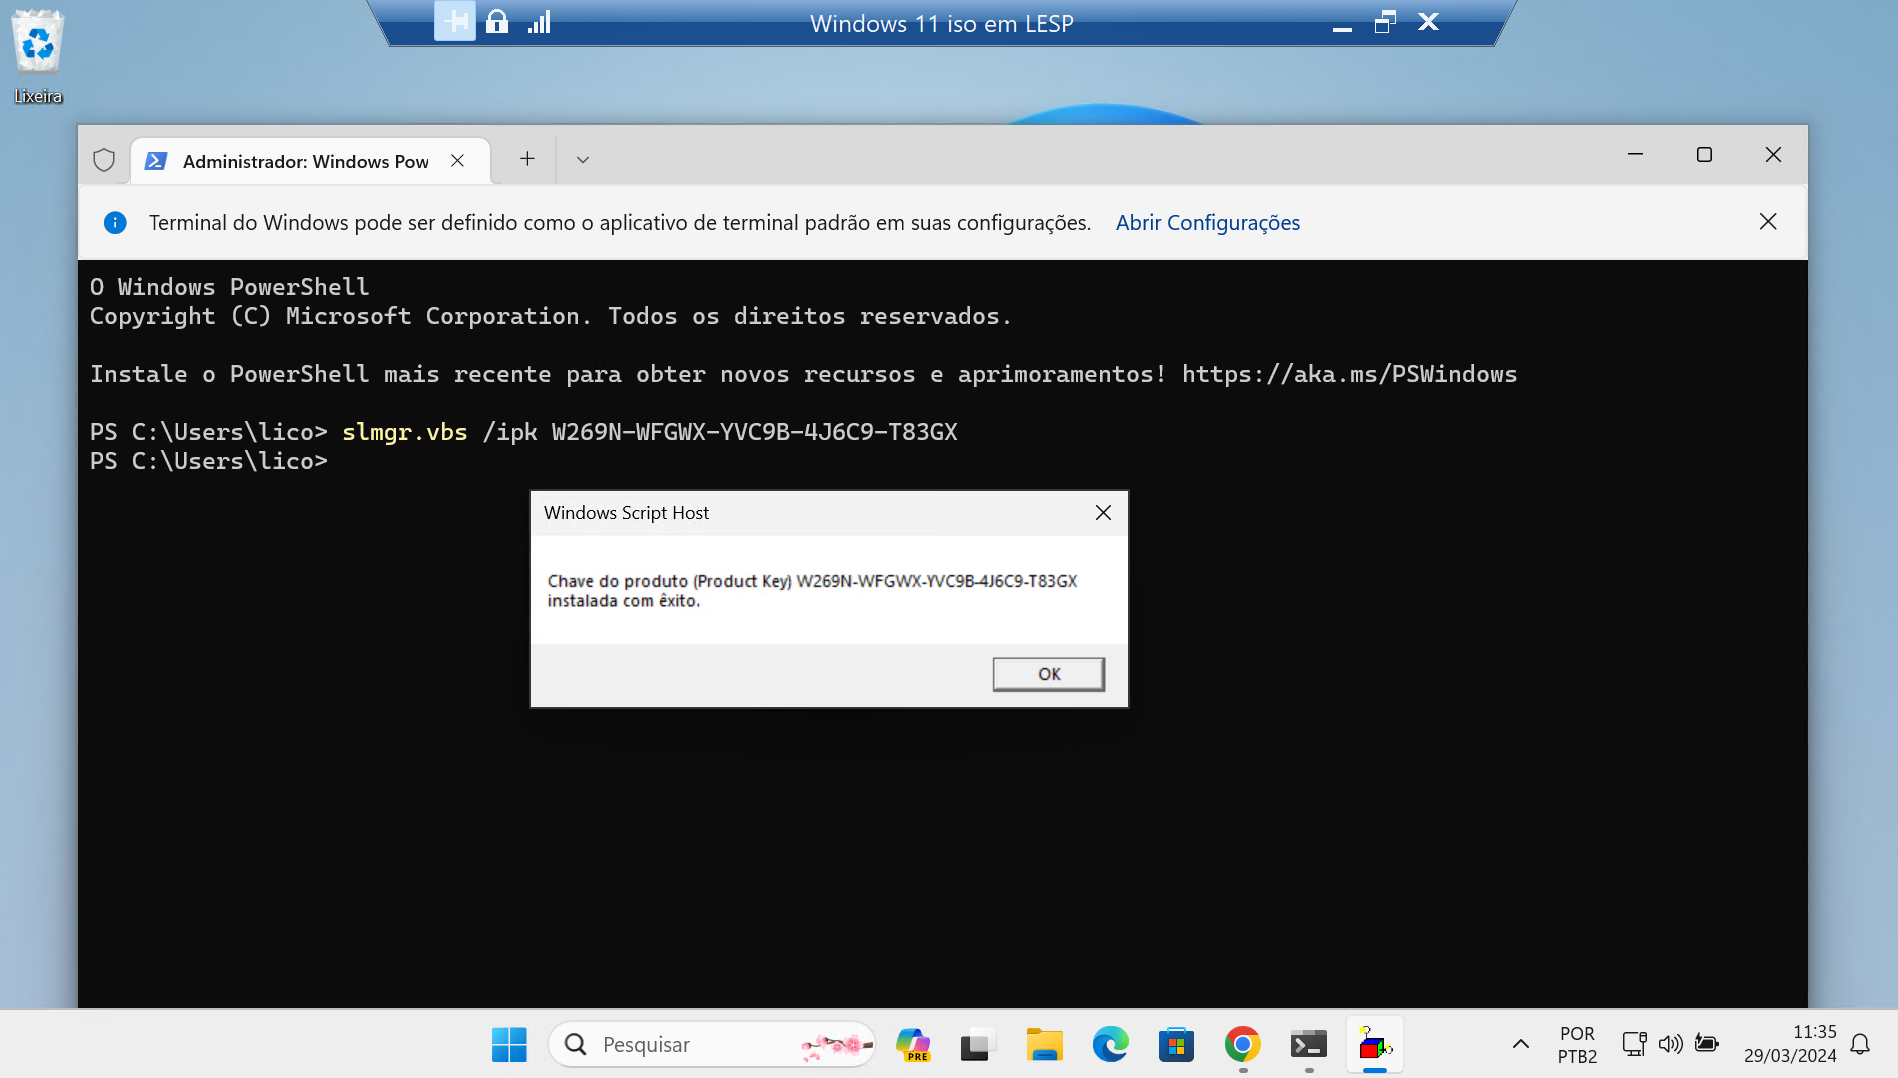 Windows 11 iso em LESP
Lixeira
Administrador: Windows Pow
Terminal do Windows pode ser definido como o aplicativo de terminal padrão em suas configurações. Abrir Configurações
O Windows PowerShell
Copyright (C) Microsoft Corporation. Todos os direitos reservados.
Instale o PowerShell mais recente para obter novos recursos e aprimoramentos! https://aka.ms/PSWindows
PS C:\Users\lico> slmgr.vbs /ipk W269N-WFGWX-YVC9B-4J6C9-T83GX
PS C:\Users\lico>
Windows Script Host
Chave do produto (Product Key) W269N-WFGWX-YVC9B-4J6C9-T83GX
instalada com êxito.
OK
Pesquisar
PRE
POR
PTB2
11:35
29/03/2024